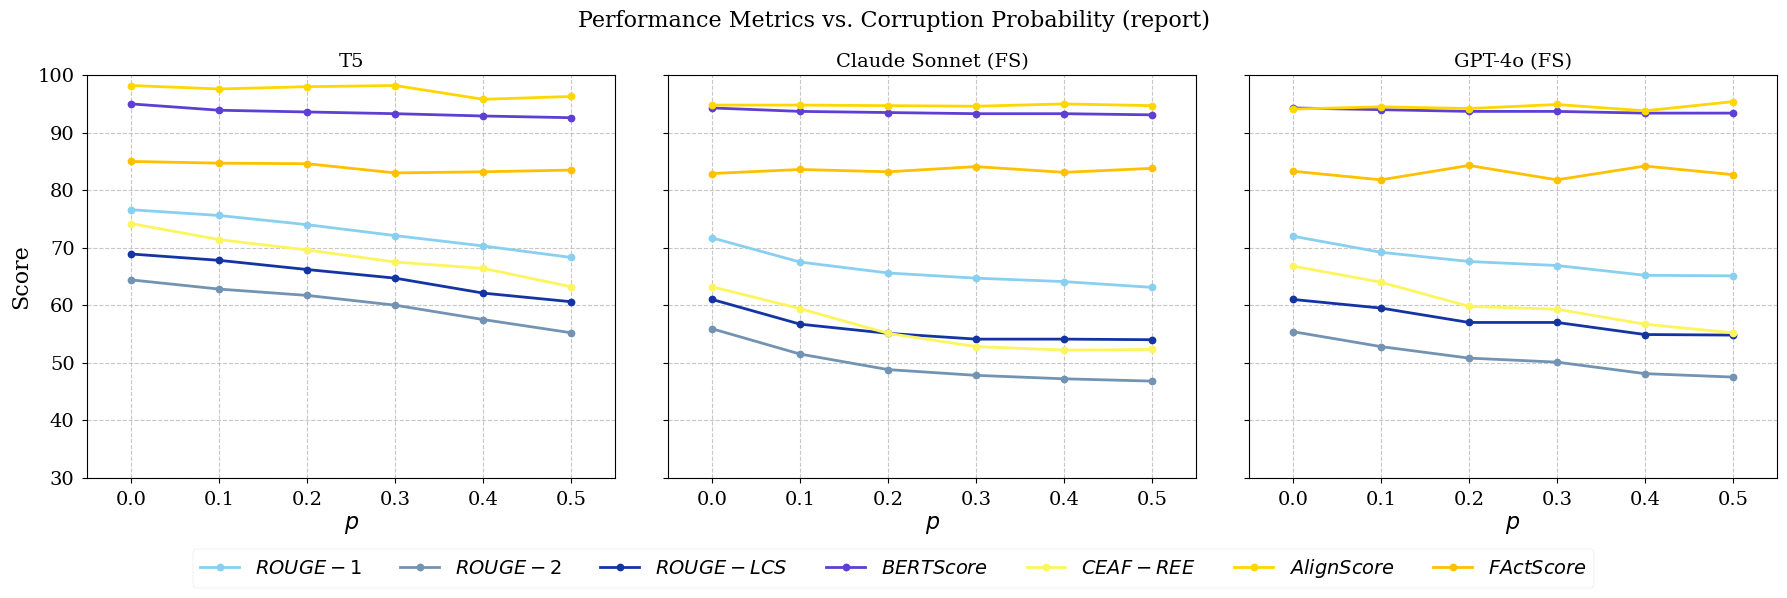 Performance Metrics vs. Corruption Probability (report)
T5
Claude Sonnet (FS)
GPT-4o (FS)
Score
100
90
80
70
60
50
40
30
0.0 0.1 0.2 0.3 0.4 0.5
0.0 0.1 0.2 0.3 0.4 0.5
0.0 0.1 0.2 0.3 0.4 0.5
p
p
p
ROUGE − 1 ROUGE − 2 ROUGE − LCS BERTScore CEAF − REE AlignScore FActScore